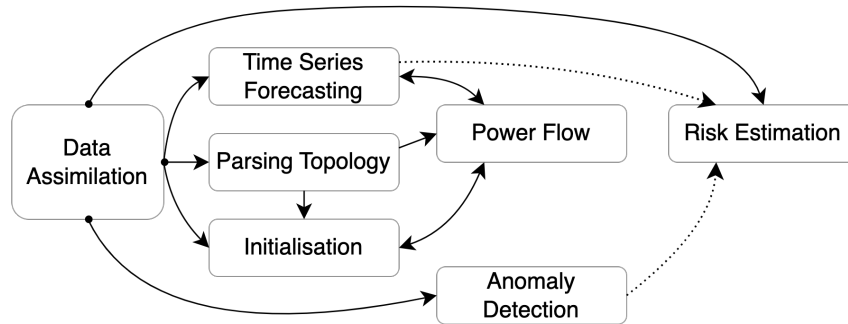 Data
Assimilation
Time Series
Forecasting
Parsing Topology
Initialisation
Power Flow
Anomaly
Detection
Risk Estimation